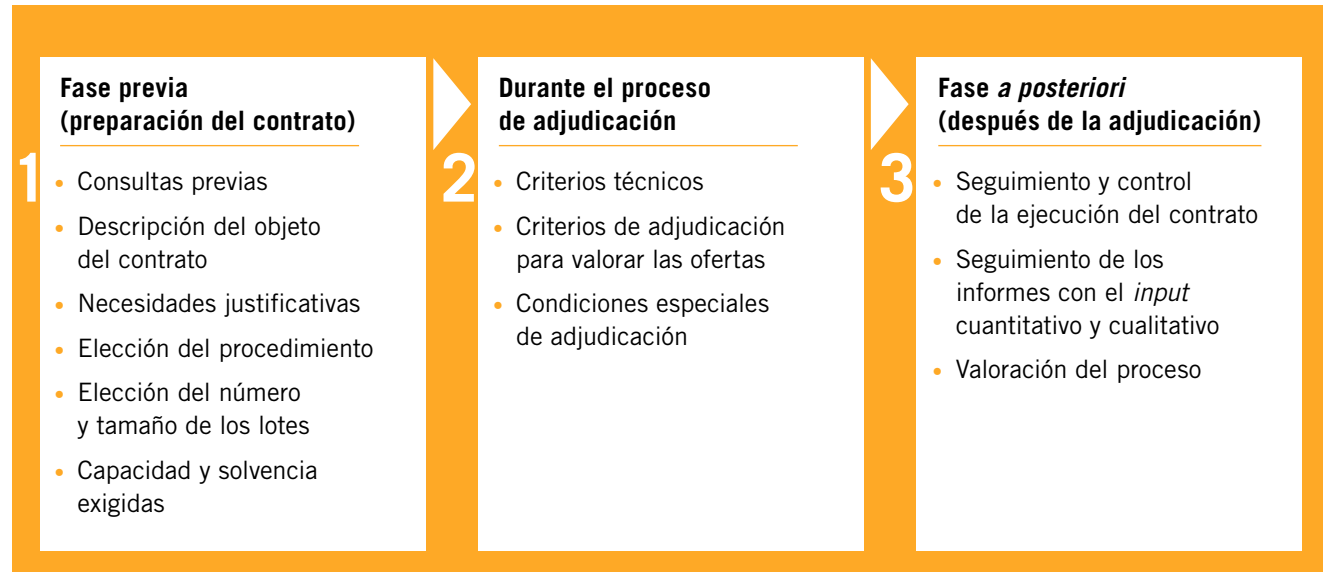 1
Fase previa
(preparación del contrato)
• Consultas previas
• Descripción del objeto
del contrato
• Necesidades justificativas
• Elección del procedimiento
• Elección del número
y tamaño de los lotes
• Capacidad y solvencia
exigidas
2
Durante el proceso
de adjudicación
• Criterios técnicos
• Criterios de adjudicación
para valorar las ofertas
• Condiciones especiales
de adjudicación
3
Fase a posteriori
(después de la adjudicación)
• Seguimiento y control
de la ejecución del contrato
• Seguimiento de los
informes con el input
cuantitativo y cualitativo
• Valoración del proceso